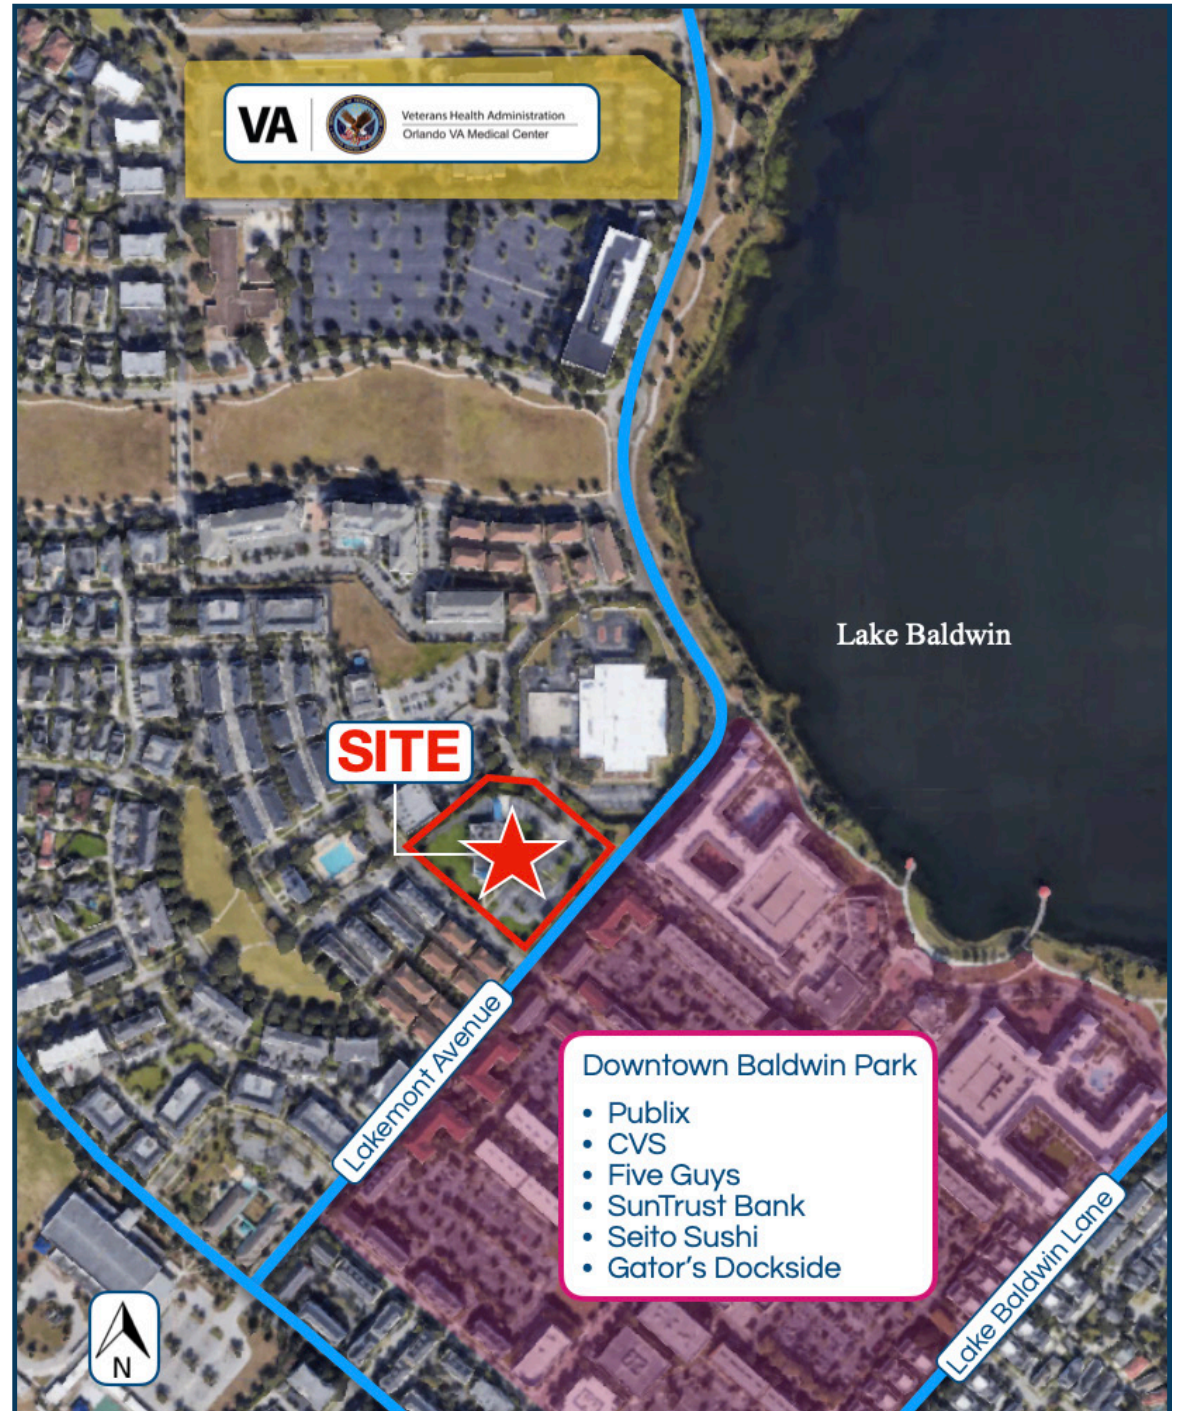 VA
Veterans Health Administration
Orlando VA Medical Center
Lake Baldwin
SITE
Lakemont Avenue
Downtown Baldwin Park
• Publix
• CVS
• Five Guys
• SunTrust Bank
• Seito Sushi
• Gator’s Dockside
Lake Baldwin Lane
N